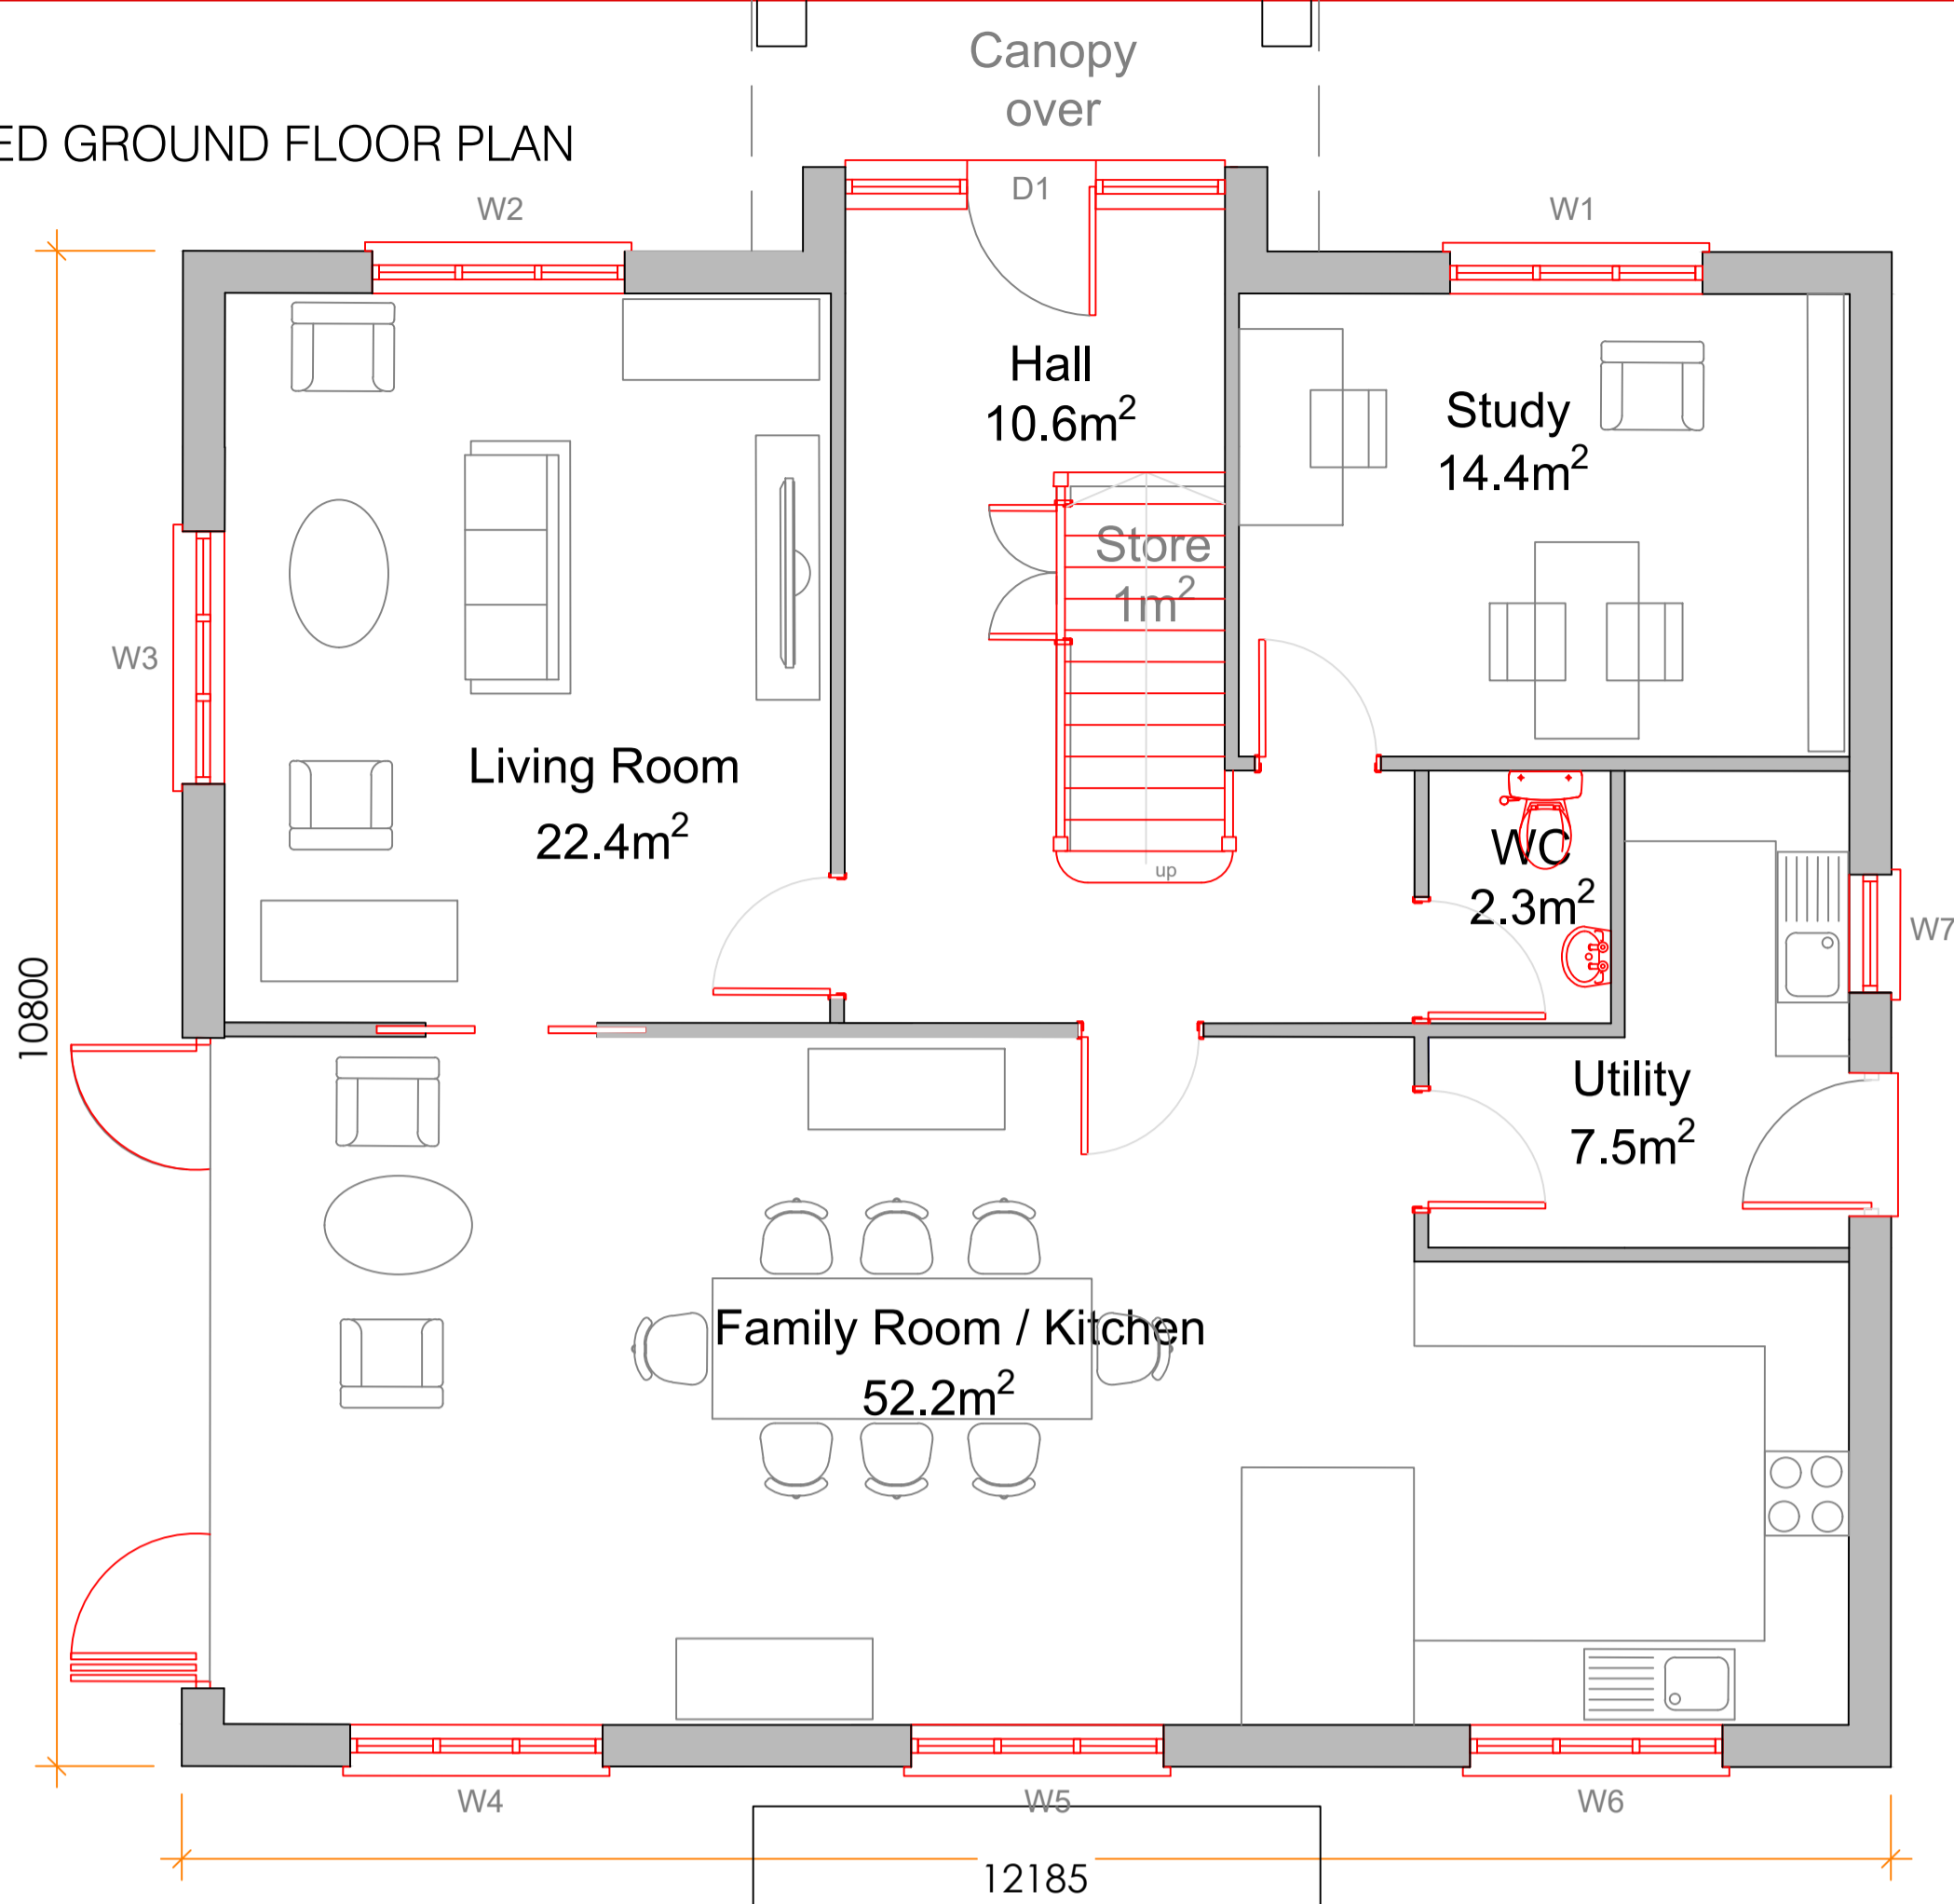 Canopy
over
ED GROUND FLOOR PLAN
D1
W2
W1
Hall
10.6m²
Study
14.4m²
Store
1m²
W3
Living Room
22.4m²
WC
2.3m²
up
W7
10800
Utility
7.5m²
Family Room / Kitchen
52.2m²
W4
W5
W6
12185